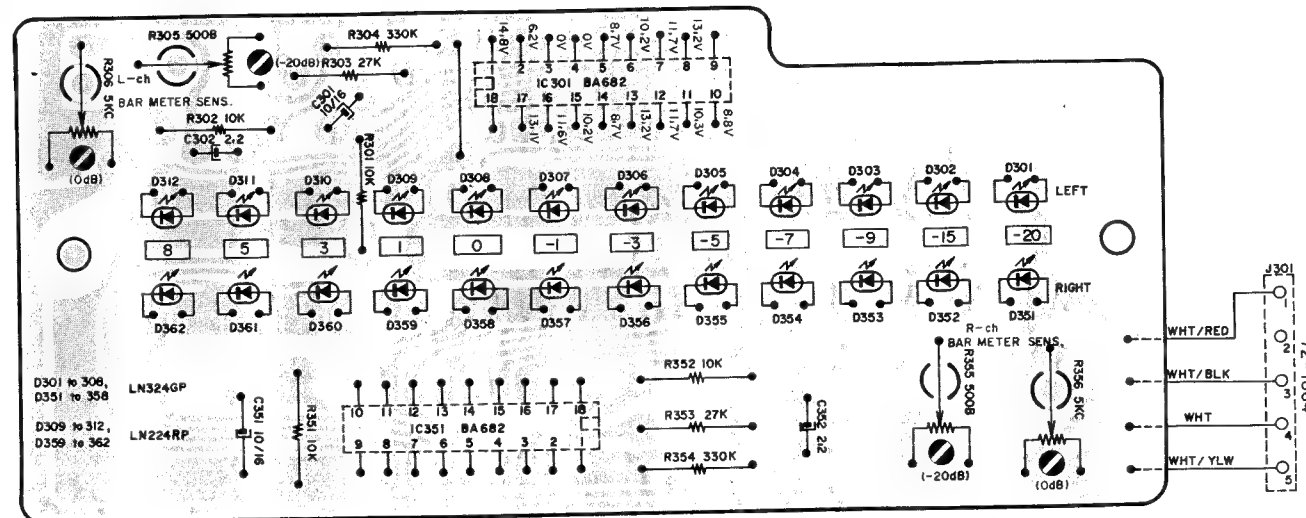 R305 500B
R304 330K
(-20dB)
R303 27K
R306 5KC
L-ch
BAR METER SENS.
C301 10/16
R302 10K
C302 2.2
(0dB)
R301 10K
14.8V 6.2V 0V 0V 8.7V 10.2V 11.7V 13.2V
2 3 4 5 6 7 8 9
IC301 BA682
18 17 16 15 14 13 12 11 10
13.1V 11.6V 10.2V 8.7V 13.2V 11.7V 10.3V 8.8V
D312 D311 D310 D309 D308 D307 D306 D305 D304 D303 D302 D301
LEFT
8 5 3 1 0 -1 -3 -5 -7 -9 -15 -20
RIGHT
D362 D361 D360 D359 D358 D357 D356 D355 D354 D353 D352 D351
R-ch
BAR METER SENS.
J301
WHT/RED
2
WHT/BLK
3
WHT
4
WHT/YLW
5
D301 to 308,
D351 to 358
LN324GP
D309 to 312,
D359 to 362
LN224RP
C351 10/16
R351 10K
10 11 12 13 14 15 16 17 18
IC351 BA682
9 8 7 6 5 4 3 2
R352 10K
R353 27K
R354 330K
C352 2.2
R355 500B
(-20dB)
R356 5KC
(0dB)